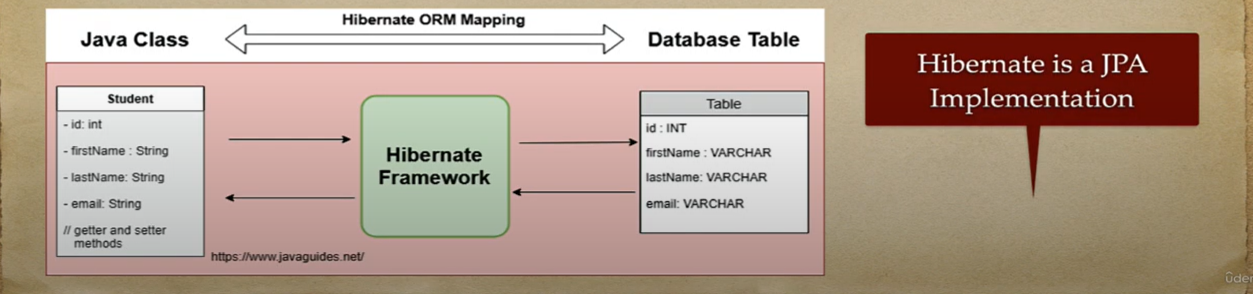 Hibernate ORM Mapping
Java Class
Database Table
Student
- id: int
- firstName : String
- lastName: String
- email: String
// getter and setter
methods
Hibernate
Framework
Table
id : INT
firstName : VARCHAR
lastName: VARCHAR
email: VARCHAR
https://www.javaguides.net/
Hibernate is a JPA
Implementation